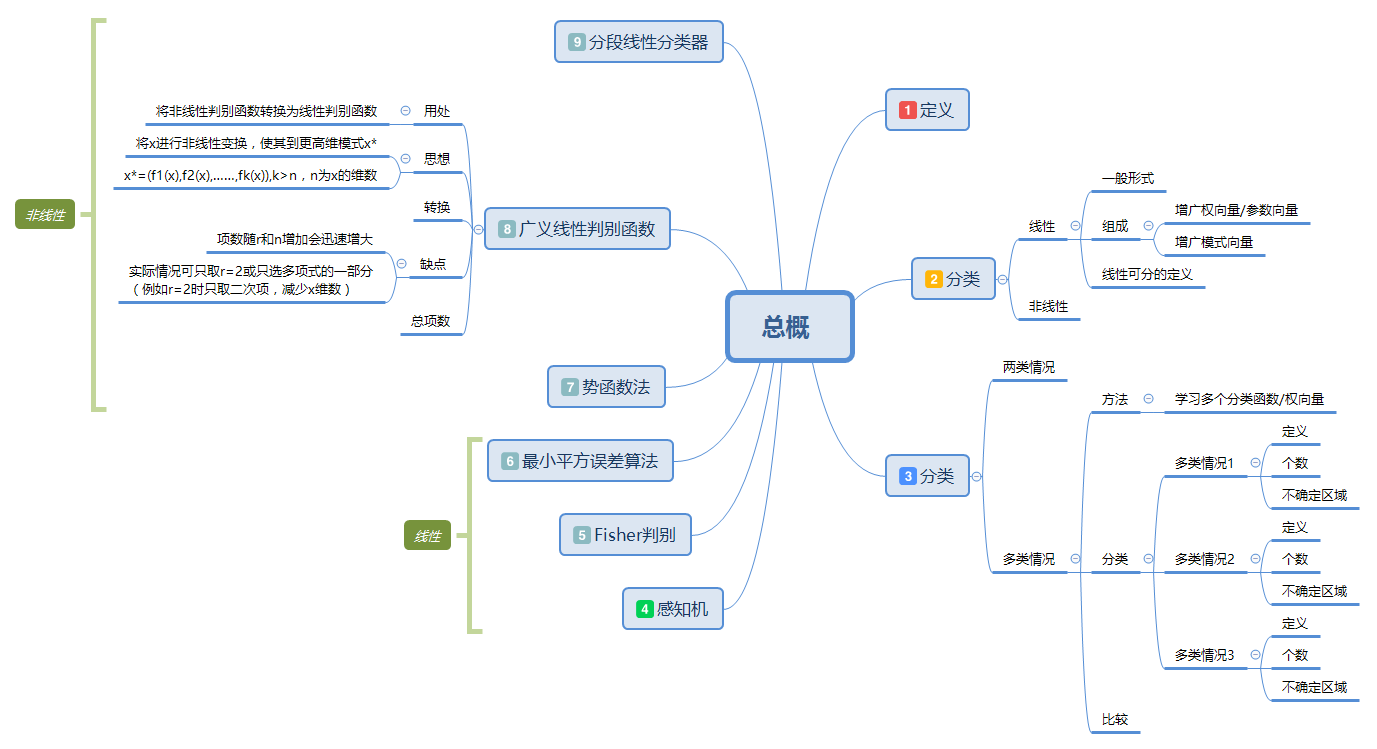 总概
1 定义
2 分类
线性
一般形式
组成
增广权向量/参数向量
增广模式向量
线性可分的定义
非线性
3 分类
两类情况
多类情况
方法
学习多个分类函数/权向量
分类
多类情况1
定义
个数
不确定区域
多类情况2
定义
个数
不确定区域
多类情况3
定义
个数
不确定区域
比较
4 感知机
5 Fisher判别
6 最小平方误差算法
线性
7 势函数法
8 广义线性判别函数
用处
将非线性判别函数转换为线性判别函数
思想
将x进行非线性变换，使其到更高维模式x*
x*=(f1(x),f2(x),……,fk(x)),k>n，n为x的维数
转换
缺点
项数随r和n增加会迅速增大
实际情况可只取r=2或只选多项式的一部分
（例如r=2时只取二次项，减少x维数）
总项数
9 分段线性分类器
非线性